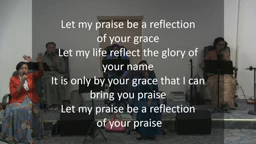 Let my praise be a reflection
of your grace
Let my life reflect the glory of
your name
It is only by your grace that I can
bring you praise
Let my praise be a reflection
of your praise